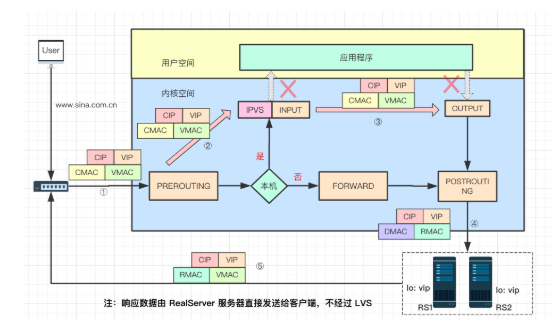 User
用户空间
应用程序
www.sina.com.cn
内核空间
CIP VIP
CMAC VMAC
②
IPVS INPUT
CIP VIP
CMAC VMAC
③
OUTPUT
CIP VIP
CMAC VMAC
①
是
PREROUTING
本机
否
FORWARD
POSTROUTI
NG
CIP VIP
DMAC RMAC
④
CIP VIP
RMAC VMAC
⑤
lo: vip
RS1
lo: vip
RS2
注：响应数据由 RealServer 服务器直接发送给客户端，不经过 LVS